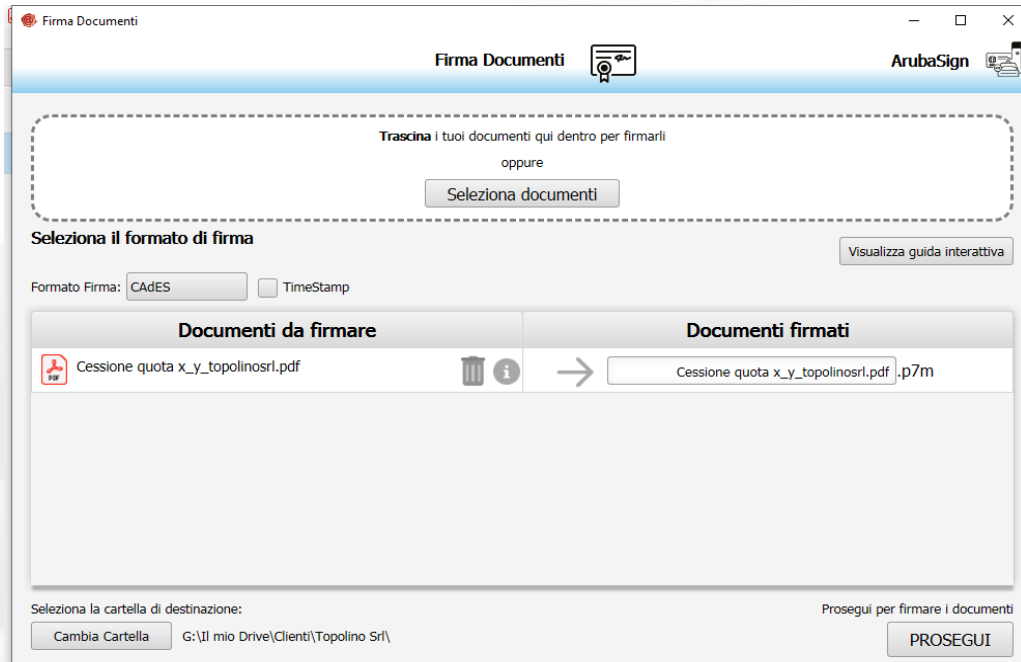 Firma Documenti
Firma Documenti
ArubaSign
Trascina i tuoi documenti qui dentro per firmarli
oppure
Seleziona documenti
Seleziona il formato di firma
Visualizza guida interattiva
Formato Firma: CAdES TimeStamp
Documenti da firmare Documenti firmati
PDF Cessione quota x_y_topolinosrl.pdf i Cessione quota x_y_topolinosrl.pdf .p7m
Seleziona la cartella di destinazione: Prosegui per firmare i documenti
Cambia Cartella G:\Il mio Drive\Clienti\Topolino Srl\ PROSEGUI